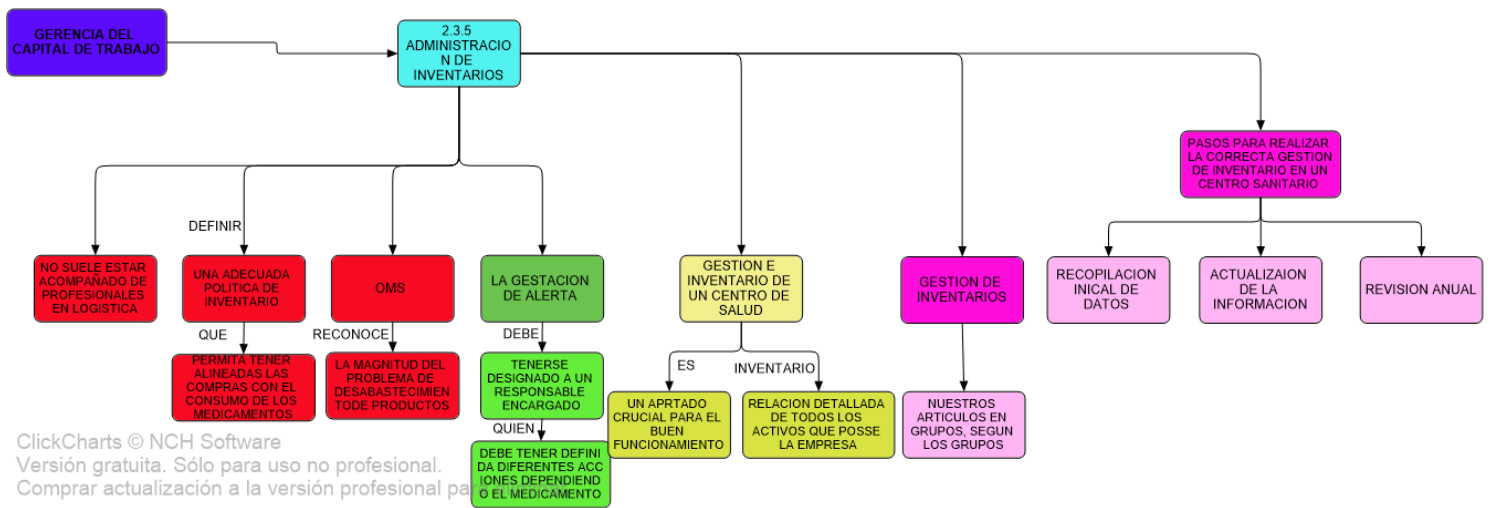 GERENCIA DEL
CAPITAL DE TRABAJO
2.3.5
ADMINISTRACIO
N DE
INVENTARIOS
PASOS PARA REALIZAR
LA CORRECTA GESTION
DE INVENTARIO EN UN
CENTRO SANITARIO
DEFINIR
NO SUELE ESTAR
ACOMPAÑADO DE
PROFESIONALES
EN LOGISTICA
UNA ADECUADA
POLITICA DE
INVENTARIO
OMS
LA GESTACION
DE ALERTA
GESTION E
INVENTARIO DE
UN CENTRO DE
SALUD
GESTION DE
INVENTARIOS
RECOPILACION
INICAL DE
DATOS
ACTUALIZAION
DE LA
INFORMACION
REVISION ANUAL
QUE
RECONOCE
DEBE
ES
INVENTARIO
PERMITA TENER
ALINEADAS LAS
COMPRAS CON EL
CONSUMO DE LOS
MEDICAMENTOS
LA MAGNITUD DEL
PROBLEMA DE
DESABASTECIMIEN
TODE PRODUCTOS
TENERSE
DESIGNADO A UN
RESPONSABLE
ENCARGADO
UN APRTADO
CRUCIAL PARA EL
BUEN
FUNCIONAMIENTO
RELACION DETALLADA
DE TODOS LOS
ACTIVOS QUE POSSE
LA EMPRESA
NUESTROS
ARTICULOS EN
GRUPOS, SEGUN
LOS GRUPOS
QUIEN
DEBE TENER DEFINI
DA DIFERENTES ACC
IONES DEPENDIEND
O EL MEDICAMENTO
ClickCharts © NCH Software
Versión gratuita. Sólo para uso no profesional.
Comprar actualización a la versión profesional para